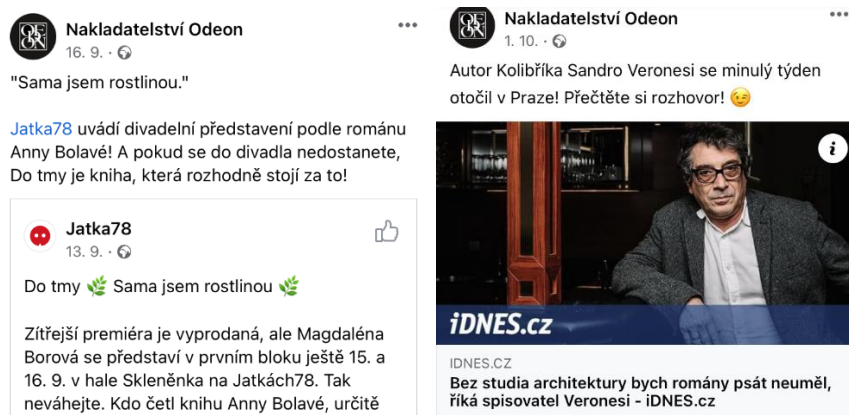 Nakladatelství Odeon
16. 9. ·
"Sama jsem rostlinou."
Jatka78 uvádí divadelní představení podle románu
Anny Bolavé! A pokud se do divadla nedostanete,
Do tmy je kniha, která rozhodně stojí za to!
Jatka78
13. 9. ·
Do tmy 🌿 Sama jsem rostlinou 🌿
Zítřejší premiéra je vyprodaná, ale Magdaléna
Borová se představí v prvním bloku ještě 15. a
16. 9. v hale Skleněnka na Jatkách78. Tak
neváhejte. Kdo četl knihu Anny Bolavé, určitě
Nakladatelství Odeon
1. 10. ·
Autor Kolibříka Sandro Veronesi se minulý týden
otočil v Praze! Přečtěte si rozhovor! 😉
iDNES.cz
IDNES.CZ
Bez studia architektury bych romány psát neuměl,
říká spisovatel Veronesi - iDNES.cz